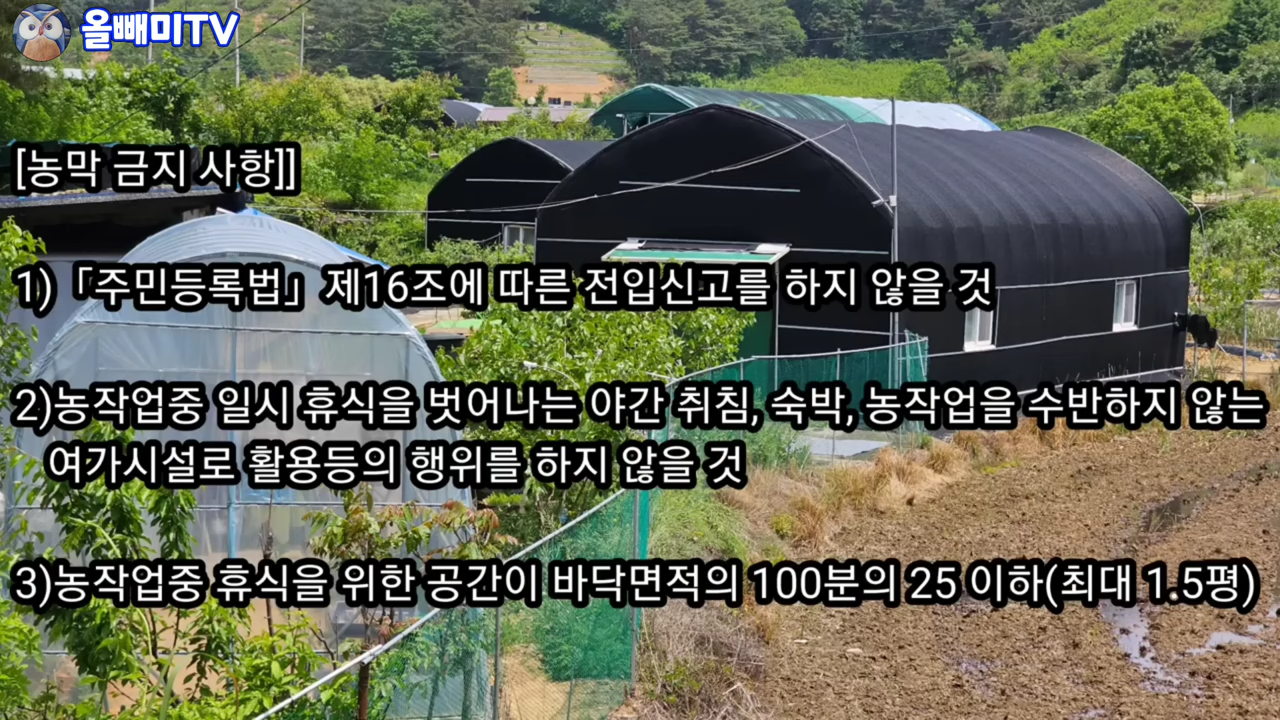 올빼미TV
[농막 금지 사항]]
1)「주민등록법」제16조에 따른 전입신고를 하지 않을 것
2)농작업중 일시 휴식을 벗어나는 야간 취침, 숙박, 농작업을 수반하지 않는
여가시설로 활용등의 행위를 하지 않을 것
3)농작업중 휴식을 위한 공간이 바닥면적의 100분의 25 이하(최대 1.5평)